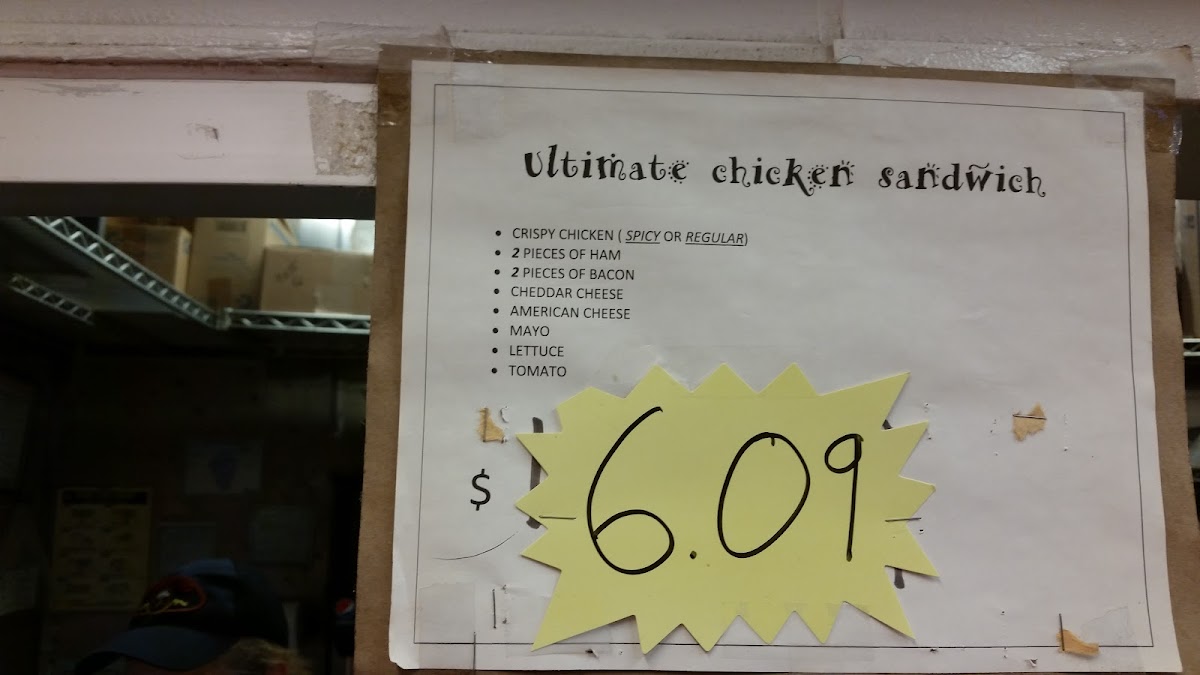 Ultimate chicken sandwich
• CRISPY CHICKEN ( SPICY OR REGULAR)
• 2 PIECES OF HAM
• 2 PIECES OF BACON
• CHEDDAR CHEESE
• AMERICAN CHEESE
• MAYO
• LETTUCE
• TOMATO
$ 6.09